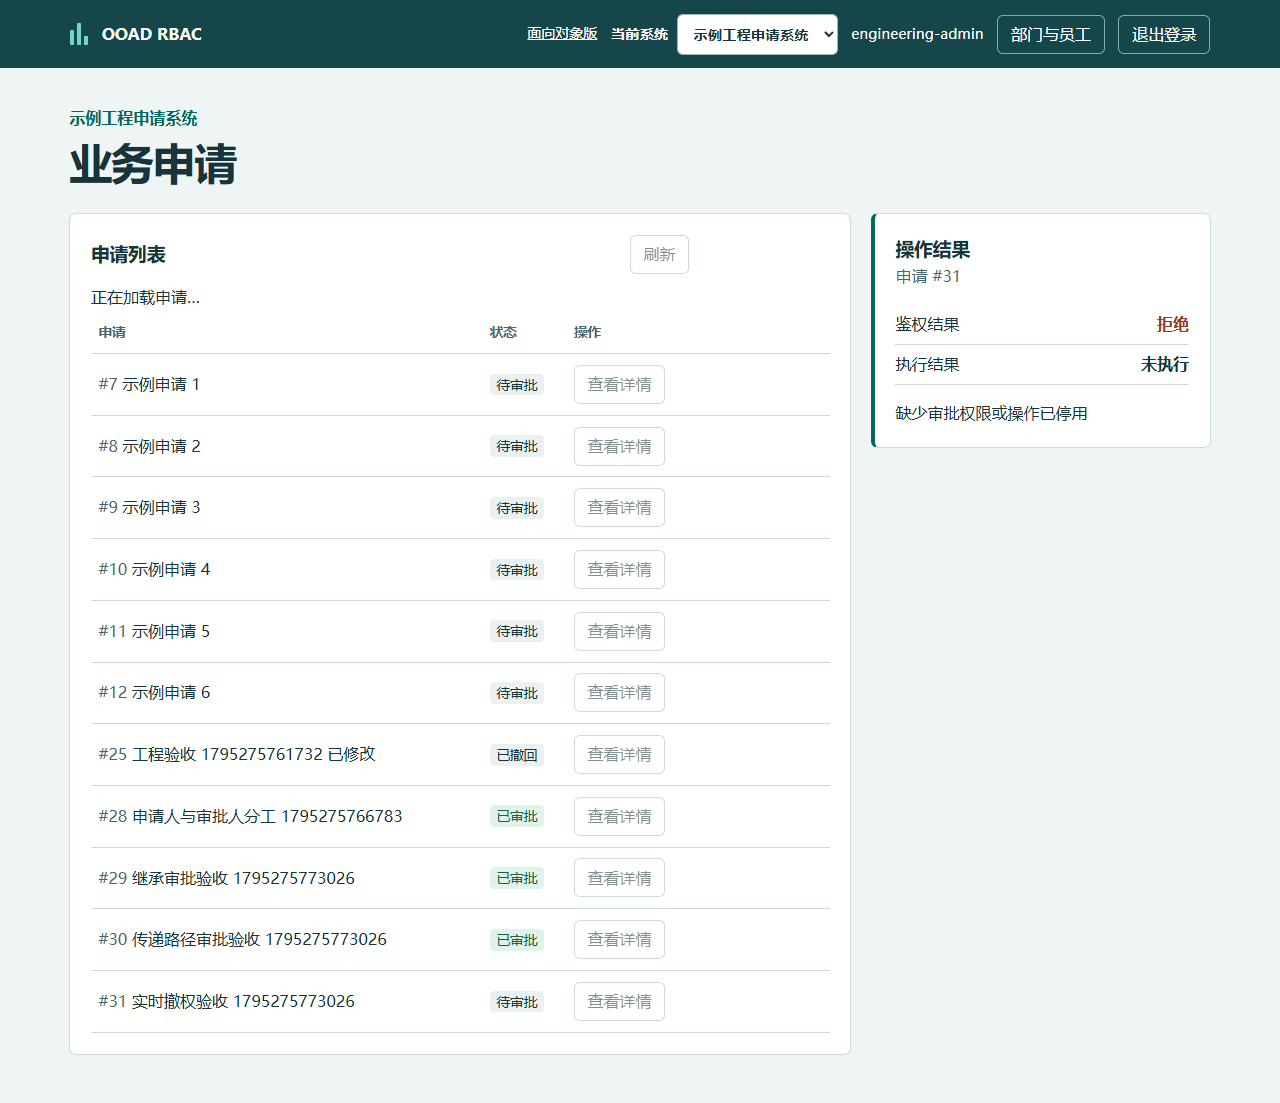 OOAD RBAC 面向对象版 当前系统 示例工程申请系统 engineering-admin 部门与员工 退出登录
示例工程申请系统
业务申请
申请列表 刷新
正在加载申请...
申请 状态 操作
#7 示例申请 1 待审批 查看详情
#8 示例申请 2 待审批 查看详情
#9 示例申请 3 待审批 查看详情
#10 示例申请 4 待审批 查看详情
#11 示例申请 5 待审批 查看详情
#12 示例申请 6 待审批 查看详情
#25 工程验收 1795275761732 已修改 已撤回 查看详情
#28 申请人与审批人分工 1795275766783 已审批 查看详情
#29 继承审批验收 1795275773026 已审批 查看详情
#30 传递路径审批验收 1795275773026 已审批 查看详情
#31 实时撤权验收 1795275773026 待审批 查看详情
操作结果
申请 #31
鉴权结果 拒绝
执行结果 未执行
缺少审批权限或操作已停用